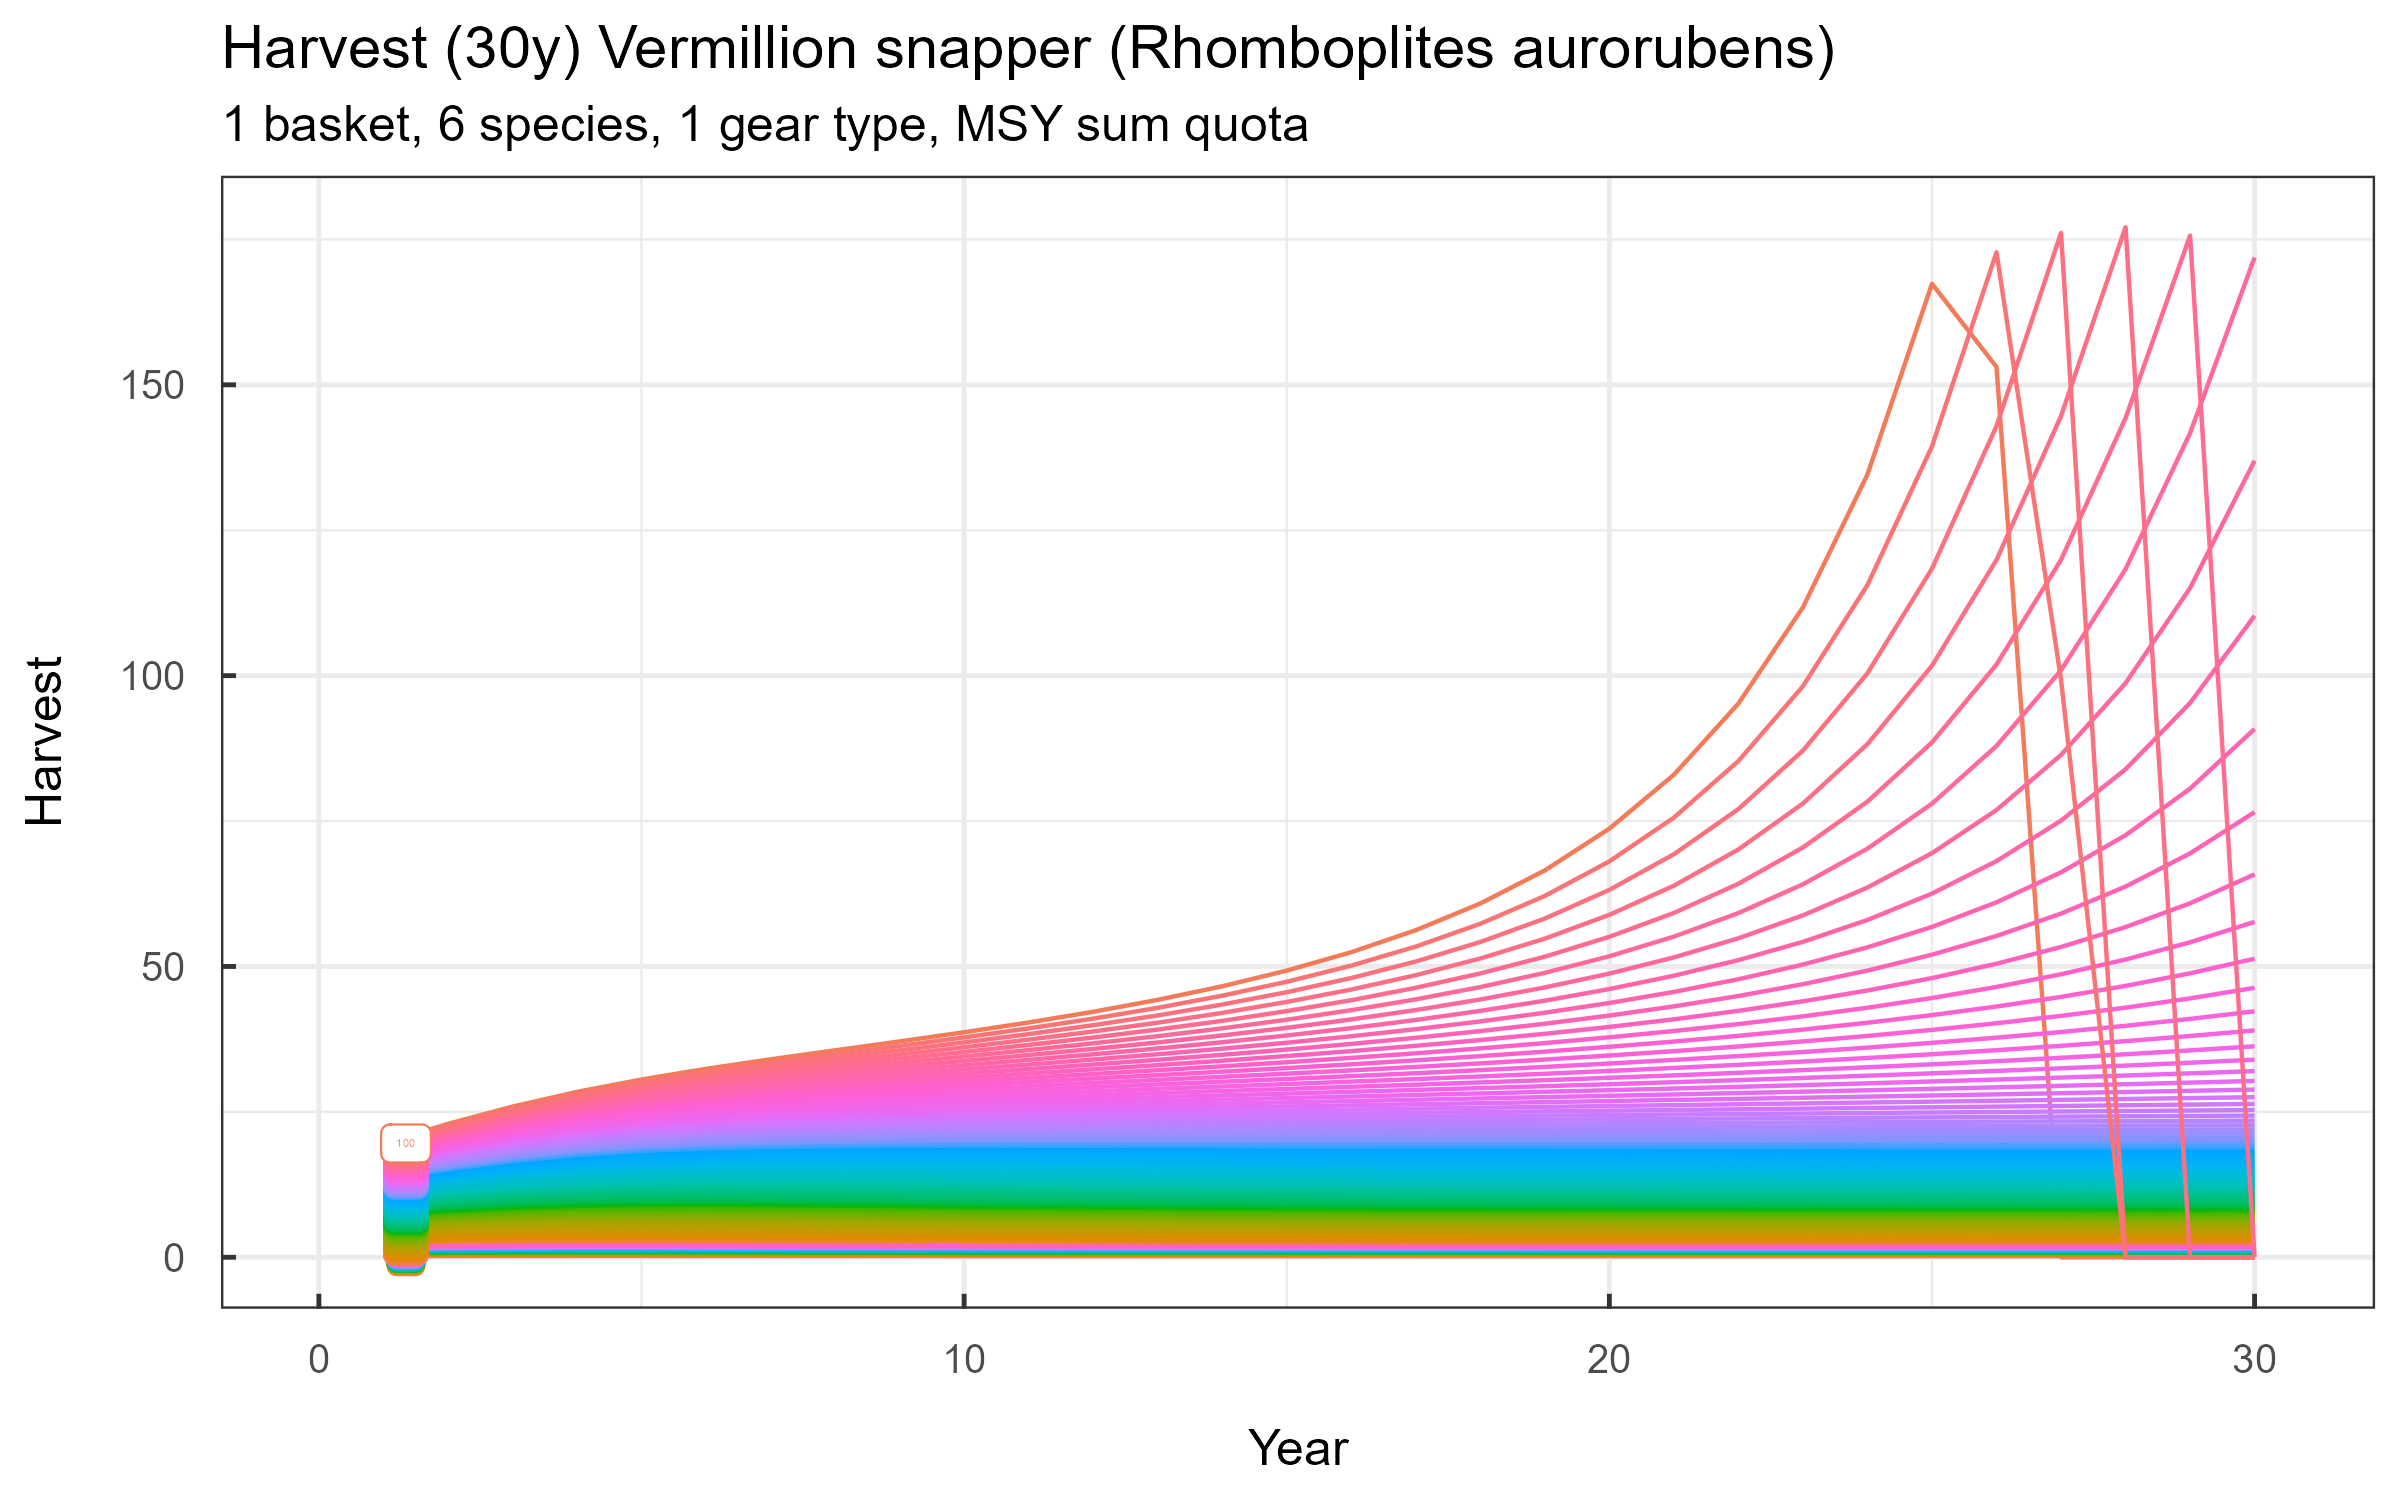 Harvest (30y) Vermillion snapper (Rhomboplites aurorubens)
1 basket, 6 species, 1 gear type, MSY sum quota
Harvest
150
100
50
0
100
0
10
20
30
Year